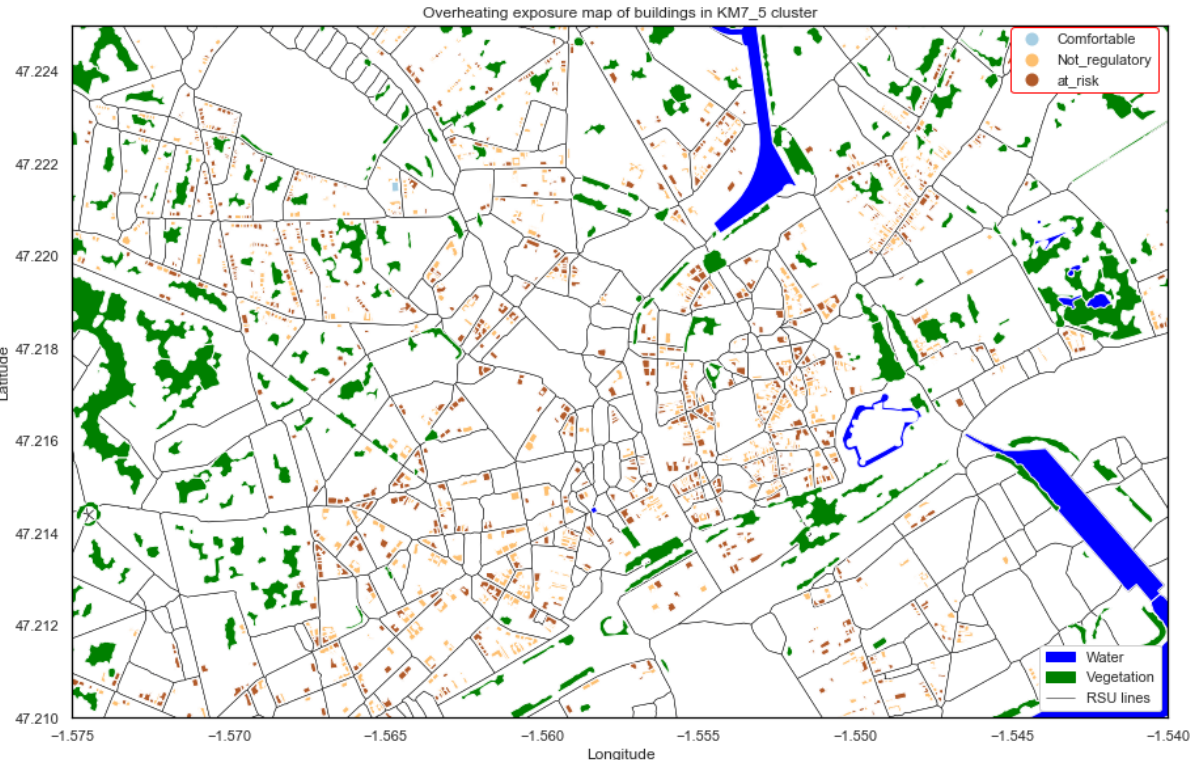 Overheating exposure map of buildings in KM7_5 cluster
Comfortable
Not_regulatory
at_risk
47.224
47.222
47.220
47.218
47.216
47.214
47.212
47.210
Latitude
Water
Vegetation
RSU lines
−1.575
−1.570
−1.565
−1.560
−1.555
−1.550
−1.545
−1.540
Longitude